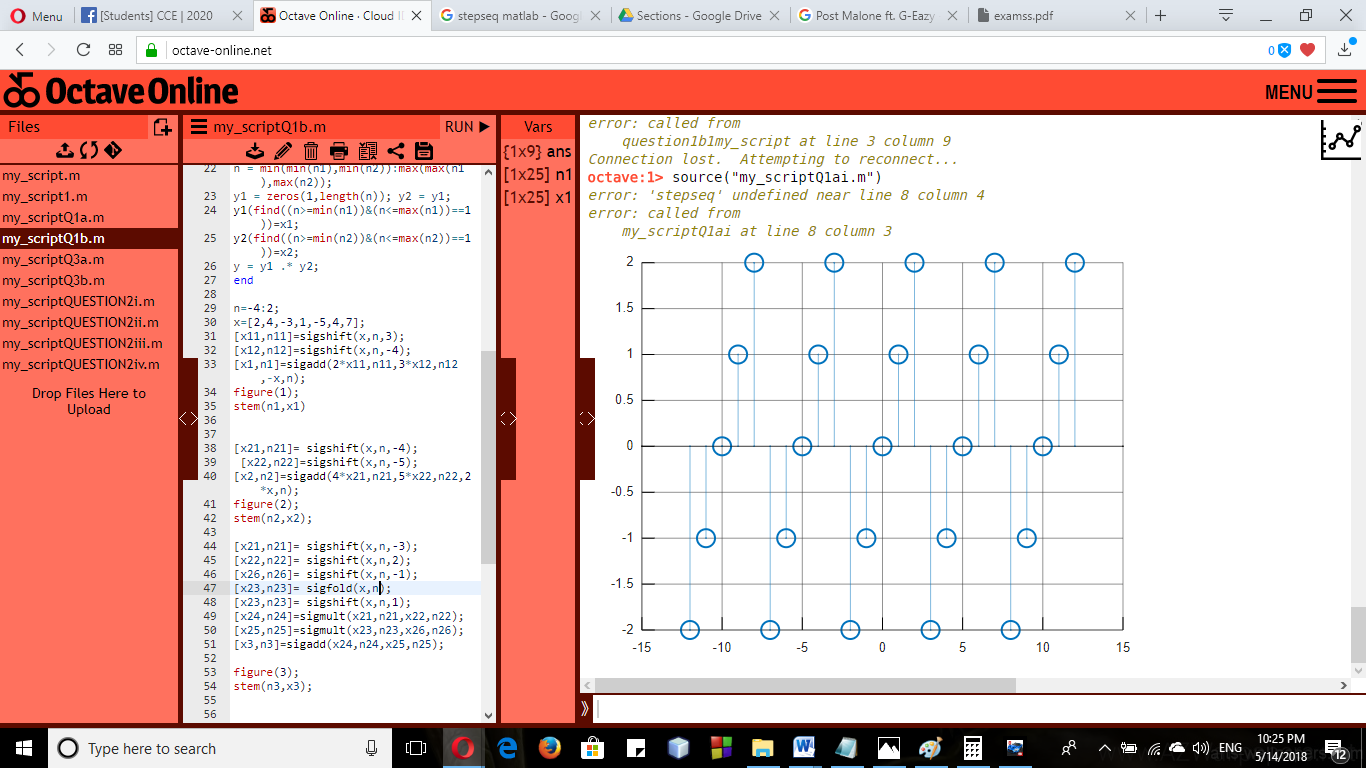 Menu
[Students] CCE | 2020
Octave Online · Cloud I
stepseq matlab - Goog
Sections - Google Drive
Post Malone ft. G-Eazy
examss.pdf
octave-online.net
0
Octave Online
MENU
Files
my_script.m
my_script1.m
my_scriptQ1a.m
my_scriptQ1b.m
my_scriptQ3a.m
my_scriptQ3b.m
my_scriptQUESTION2i.m
my_scriptQUESTION2ii.m
my_scriptQUESTION2iii.m
my_scriptQUESTION2iv.m
Drop Files Here to
Upload
my_scriptQ1b.m
RUN
22 n = min(min(n1),min(n2)):max(max(n1
),max(n2));
23 y1 = zeros(1,length(n)); y2 = y1;
24 y1(find((n>=min(n1))&(n<=max(n1))==1
))=x1;
25 y2(find((n>=min(n2))&(n<=max(n2))==1
))=x2;
26 y = y1 .* y2;
27 end
28
29 n=-4:2;
30 x=[2,4,-3,1,-5,4,7];
31 [x11,n11]=sigshift(x,n,3);
32 [x12,n12]=sigshift(x,n,-4);
33 [x1,n1]=sigadd(2*x11,n11,3*x12,n12
,-x,n);
34 figure(1);
35 stem(n1,x1)
36
37
38 [x21,n21]= sigshift(x,n,-4);
39 [x22,n22]=sigshift(x,n,-5);
40 [x2,n2]=sigadd(4*x21,n21,5*x22,n22,2
*x,n);
41 figure(2);
42 stem(n2,x2);
43
44 [x21,n21]= sigshift(x,n,-3);
45 [x22,n22]= sigshift(x,n,2);
46 [x26,n26]= sigshift(x,n,-1);
47 [x23,n23]= sigfold(x,n);
48 [x23,n23]= sigshift(x,n,1);
49 [x24,n24]=sigmult(x21,n21,x22,n22);
50 [x25,n25]=sigmult(x23,n23,x26,n26);
51 [x3,n3]=sigadd(x24,n24,x25,n25);
52
53 figure(3);
54 stem(n3,x3);
55
56
Vars
{1x9} ans
[1x25] n1
[1x25] x1
error: called from
question1b1my_script at line 3 column 9
Connection lost. Attempting to reconnect...
octave:1> source("my_scriptQ1ai.m")
error: 'stepseq' undefined near line 8 column 4
error: called from
my_scriptQ1ai at line 8 column 3
2
1.5
1
0.5
0
-0.5
-1
-1.5
-2
-15 -10 -5 0 5 10 15
Type here to search
ENG
10:25 PM
5/14/2018
12